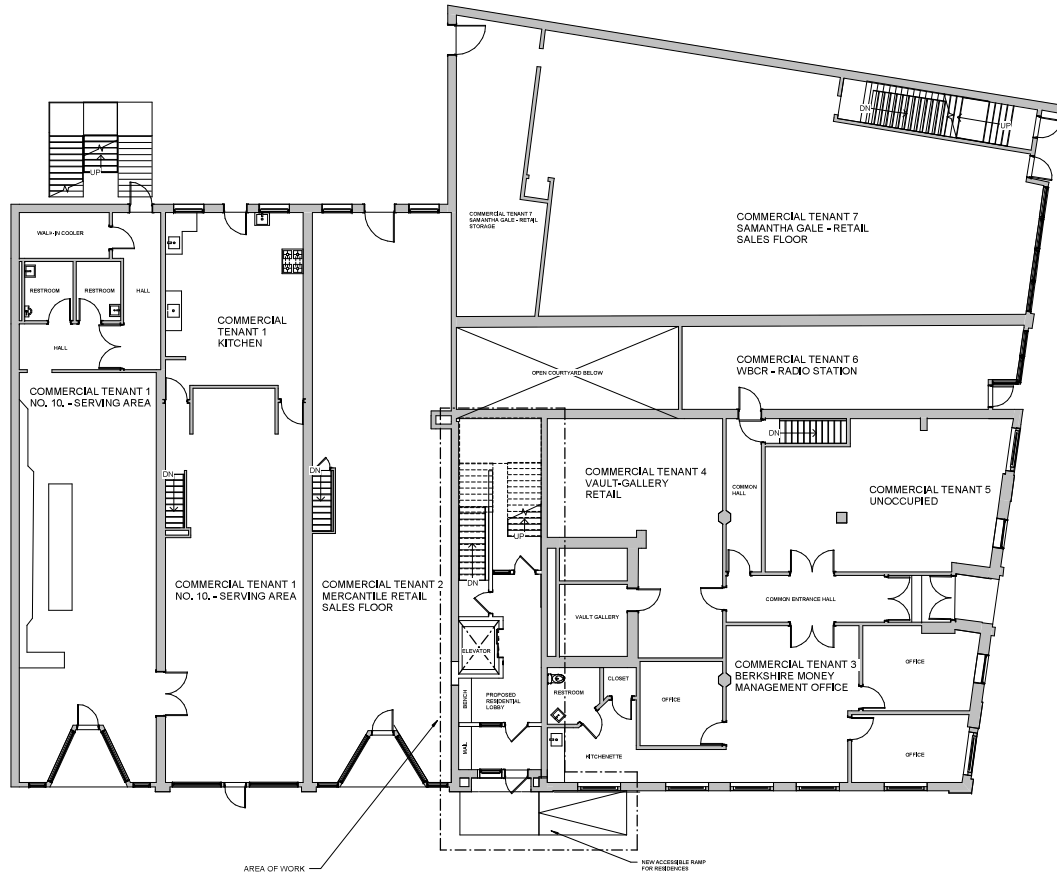 DN
UP
UP
WALK-IN COOLER
RESTROOM
RESTROOM
HALL
HALL
COMMERCIAL
TENANT 1
KITCHEN
COMMERCIAL TENANT 7
SAMANTHA GALE - RETAIL
STORAGE
COMMERCIAL TENANT 7
SAMANTHA GALE - RETAIL
SALES FLOOR
COMMERCIAL TENANT 6
WBCR - RADIO STATION
OPEN COURTYARD BELOW
COMMERCIAL TENANT 1
NO. 10. - SERVING AREA
DN
DN
DN
COMMERCIAL TENANT 4
VAULT-GALLERY
RETAIL
COMMON
HALL
COMMERCIAL TENANT 5
UNOCCUPIED
UP
DN
COMMERCIAL TENANT 1
NO. 10. - SERVING AREA
COMMERCIAL TENANT 2
MERCANTILE RETAIL
SALES FLOOR
VAULT GALLERY
COMMON ENTRANCE HALL
ELEVATOR
COMMERCIAL TENANT 3
BERKSHIRE MONEY
MANAGEMENT OFFICE
OFFICE
BENCH
PROPOSED
RESIDENTIAL
LOBBY
RESTROOM
CLOSET
OFFICE
MAIL
KITCHENETTE
OFFICE
AREA OF WORK
NEW ACCESSIBLE RAMP
FOR RESIDENCES